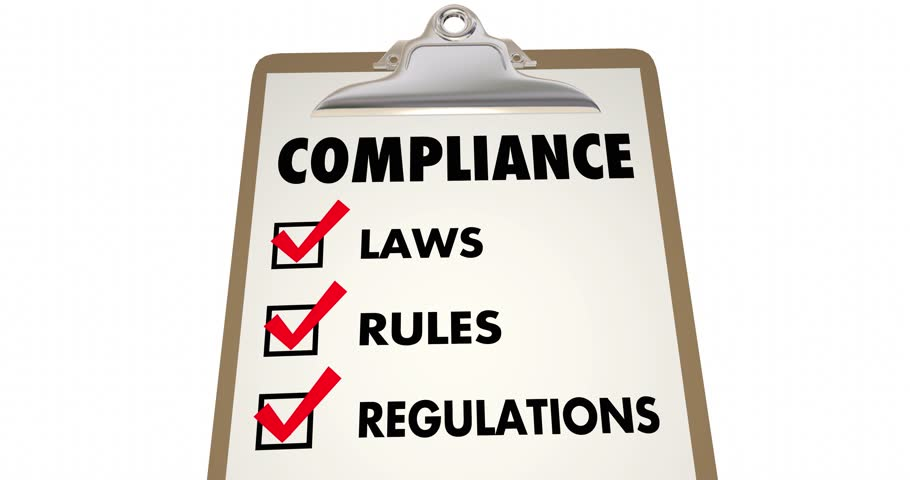 COMPLIANCE
LAWS
RULES
REGULATIONS